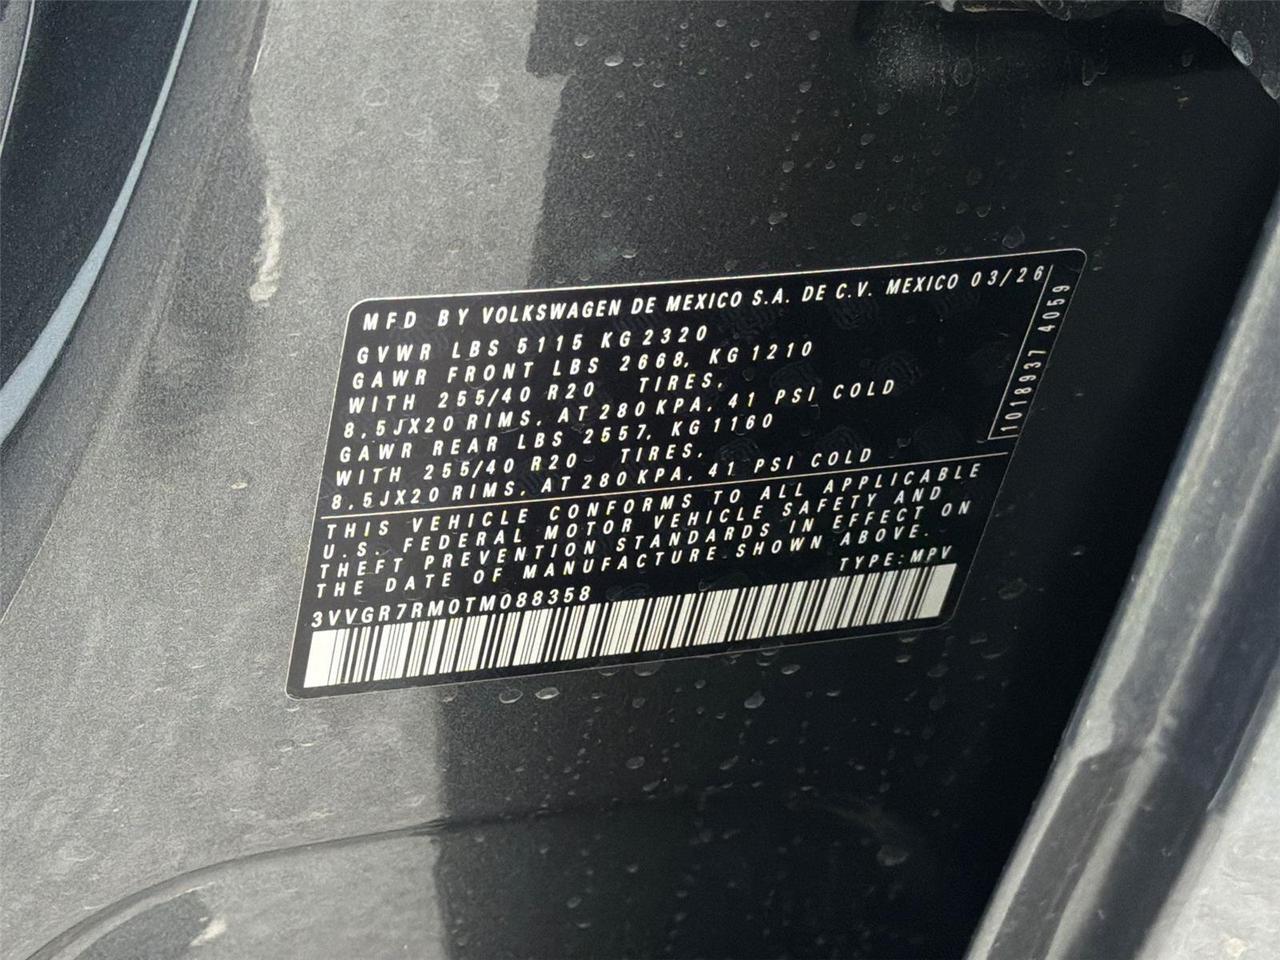 MFD BY VOLKSWAGEN DE MEXICO S.A. DE C.V. MEXICO 03/26
GVWR LBS 5115 KG 2320
GAWR FRONT LBS 2668, KG 1210
WITH 255/40 R20 TIRES,
8,5JX20 RIMS, AT 280 KPA, 41 PSI COLD
GAWR REAR LBS 2557, KG 1160
WITH 255/40 R20 TIRES,
8,5JX20 RIMS, AT 280 KPA, 41 PSI COLD
1018937 4059
THIS VEHICLE CONFORMS TO ALL APPLICABLE
U.S. FEDERAL MOTOR VEHICLE SAFETY AND
THEFT PREVENTION STANDARDS IN EFFECT ON
THE DATE OF MANUFACTURE SHOWN ABOVE.
TYPE: MPV
3VVGR7RM0TM088358